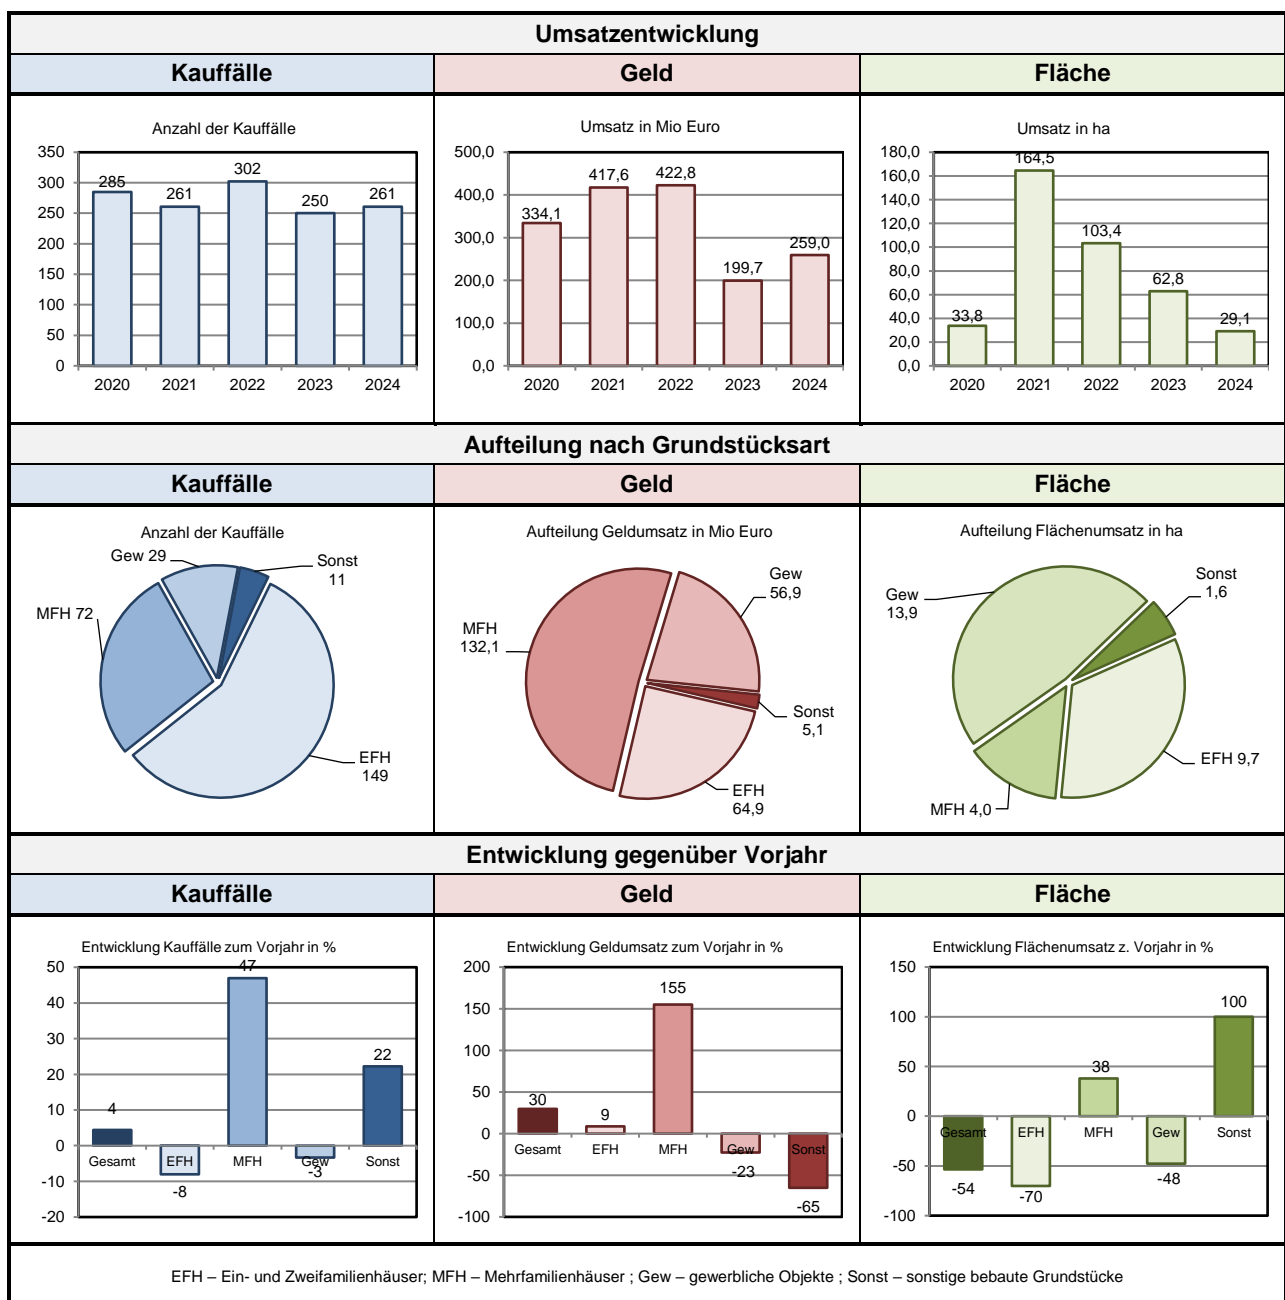 Umsatzentwicklung
Kauffälle
Geld
Fläche
Anzahl der Kauffälle
350
300
250
200
150
100
50
0
285
261
302
250
261
2020
2021
2022
2023
2024
Umsatz in Mio Euro
500,0
400,0
300,0
200,0
100,0
0,0
334,1
417,6
422,8
199,7
259,0
2020
2021
2022
2023
2024
Umsatz in ha
180,0
160,0
140,0
120,0
100,0
80,0
60,0
40,0
20,0
0,0
33,8
164,5
103,4
62,8
29,1
2020
2021
2022
2023
2024
Aufteilung nach Grundstücksart
Kauffälle
Geld
Fläche
Anzahl der Kauffälle
Gew 29
Sonst
11
MFH 72
EFH
149
Aufteilung Geldumsatz in Mio Euro
Gew
56,9
MFH
132,1
Sonst
5,1
EFH
64,9
Aufteilung Flächenumsatz in ha
Gew
13,9
Sonst
1,6
EFH 9,7
MFH 4,0
Entwicklung gegenüber Vorjahr
Kauffälle
Geld
Fläche
Entwicklung Kauffälle zum Vorjahr in %
50
40
30
20
10
0
-10
-20
4
-8
47
-3
22
Gesamt
EFH
MFH
Gew
Sonst
Entwicklung Geldumsatz zum Vorjahr in %
200
150
100
50
0
-50
-100
30
9
155
-23
-65
Gesamt
EFH
MFH
Gew
Sonst
Entwicklung Flächenumsatz z. Vorjahr in %
150
100
50
0
-50
-100
-54
-70
38
-48
100
Gesamt
EFH
MFH
Gew
Sonst
EFH – Ein- und Zweifamilienhäuser; MFH – Mehrfamilienhäuser ; Gew – gewerbliche Objekte ; Sonst – sonstige bebaute Grundstücke